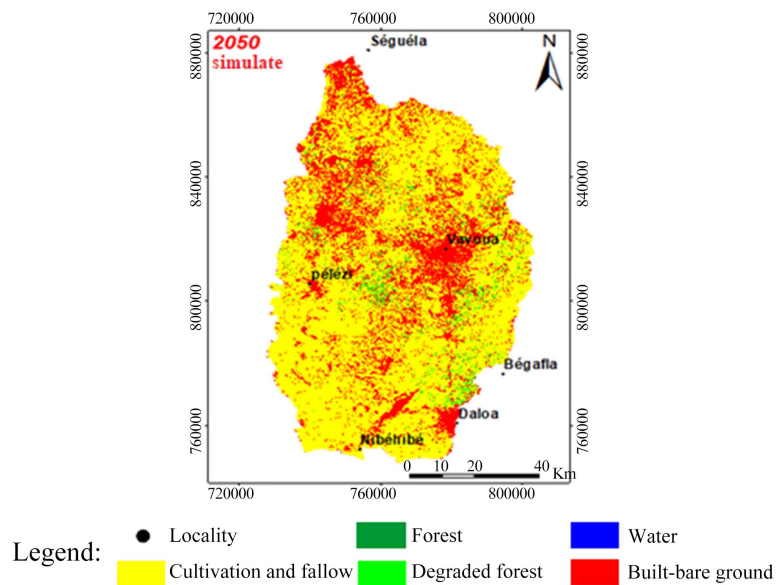 720000 760000 800000
2050
simulate
Séguéla
N
880000 880000
840000 840000
Vavoua
pélézi
800000 800000
Bégafla
Daloa
760000 760000
Nibéhibé
0 10 20 40 Km
720000 760000 800000
Legend:
Locality Forest Water
Cultivation and fallow Degraded forest Built-bare ground